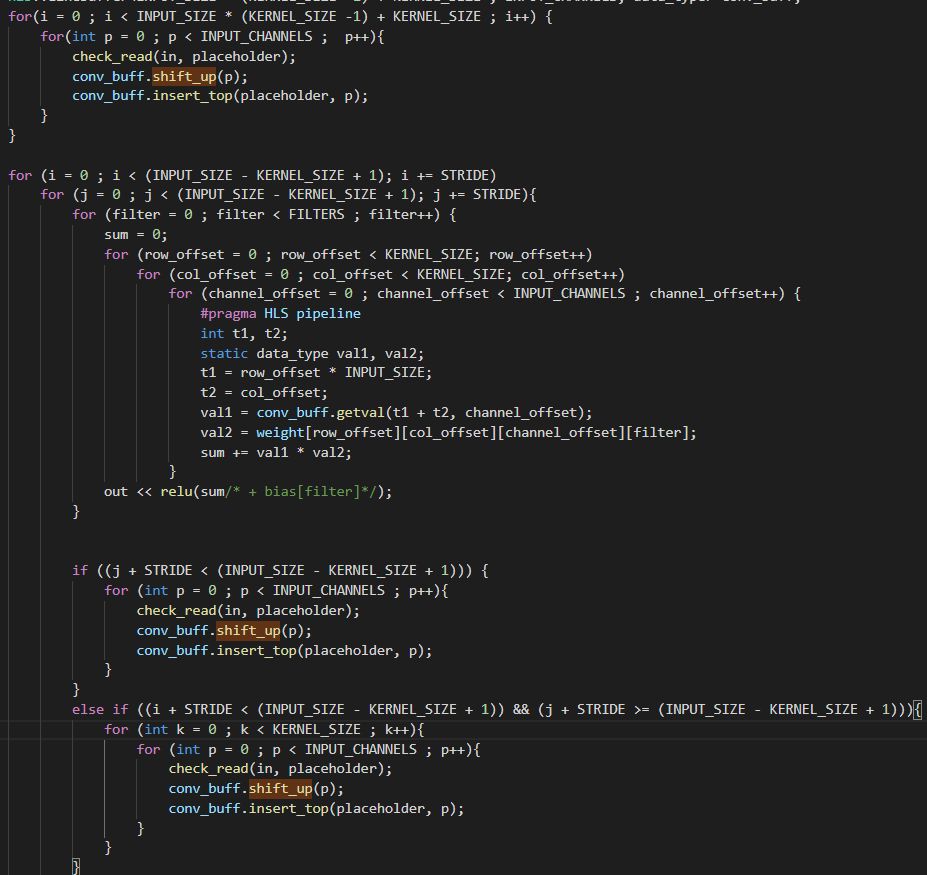 for(i = 0 ; i < INPUT_SIZE * (KERNEL_SIZE -1) + KERNEL_SIZE ; i++) {
    for(int p = 0 ; p < INPUT_CHANNELS ;  p++){
        check_read(in, placeholder);
        conv_buff.shift_up(p);
        conv_buff.insert_top(placeholder, p);
    }
}

for (i = 0 ; i < (INPUT_SIZE - KERNEL_SIZE + 1); i += STRIDE)
    for (j = 0 ; j < (INPUT_SIZE - KERNEL_SIZE + 1); j += STRIDE){
        for (filter = 0 ; filter < FILTERS ; filter++) {
            sum = 0;
            for (row_offset = 0 ; row_offset < KERNEL_SIZE; row_offset++)
                for (col_offset = 0 ; col_offset < KERNEL_SIZE; col_offset++)
                    for (channel_offset = 0 ; channel_offset < INPUT_CHANNELS ; channel_offset++) {
                        #pragma HLS pipeline
                        int t1, t2;
                        static data_type val1, val2;
                        t1 = row_offset * INPUT_SIZE;
                        t2 = col_offset;
                        val1 = conv_buff.getval(t1 + t2, channel_offset);
                        val2 = weight[row_offset][col_offset][channel_offset][filter];
                        sum += val1 * val2;
                    }
            out << relu(sum/* + bias[filter]*/);
        }

        if ((j + STRIDE < (INPUT_SIZE - KERNEL_SIZE + 1))) {
            for (int p = 0 ; p < INPUT_CHANNELS ; p++){
                check_read(in, placeholder);
                conv_buff.shift_up(p);
                conv_buff.insert_top(placeholder, p);
            }
        }
        else if ((i + STRIDE < (INPUT_SIZE - KERNEL_SIZE + 1)) && (j + STRIDE >= (INPUT_SIZE - KERNEL_SIZE + 1))){
            for (int k = 0 ; k < KERNEL_SIZE ; k++){
                for (int p = 0 ; p < INPUT_CHANNELS ; p++){
                    check_read(in, placeholder);
                    conv_buff.shift_up(p);
                    conv_buff.insert_top(placeholder, p);
                }
            }
        }